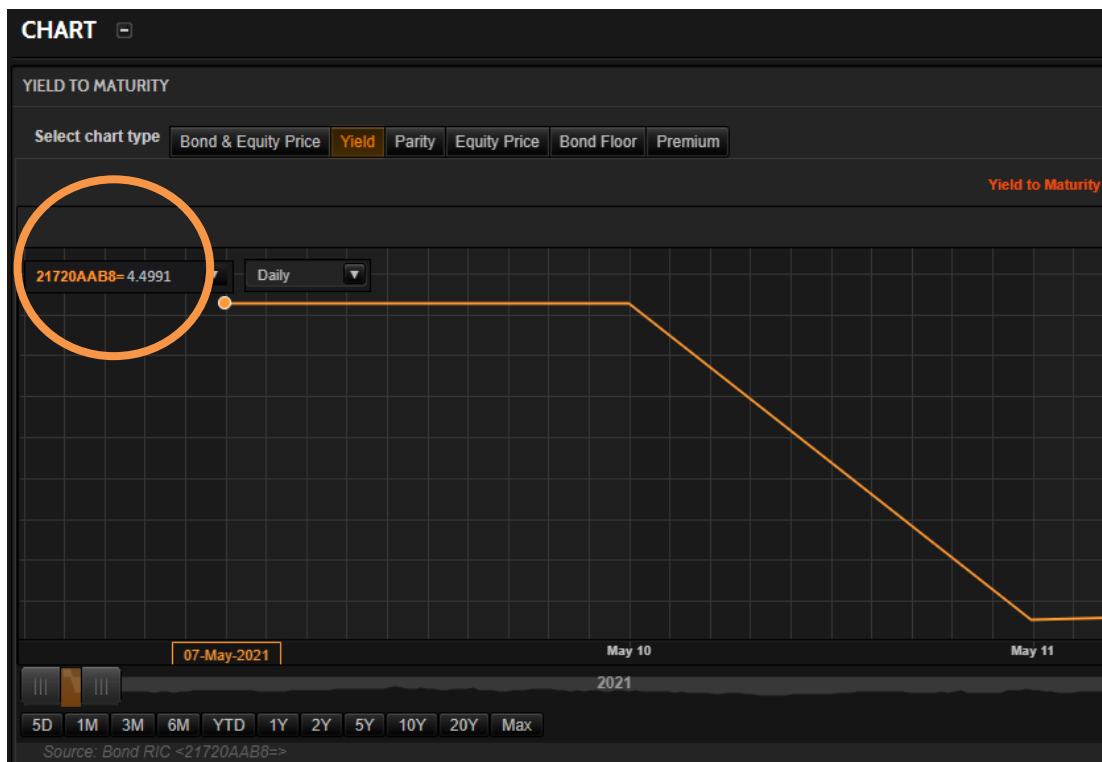 CHART
YIELD TO MATURITY
Select chart type Bond & Equity Price Yield Parity Equity Price Bond Floor Premium
Yield to Maturity
21720AAB8= 4.4991 Daily
07-May-2021 May 10 May 11
2021
5D 1M 3M 6M YTD 1Y 2Y 5Y 10Y 20Y Max
Source: Bond RIC <21720AAB8=>